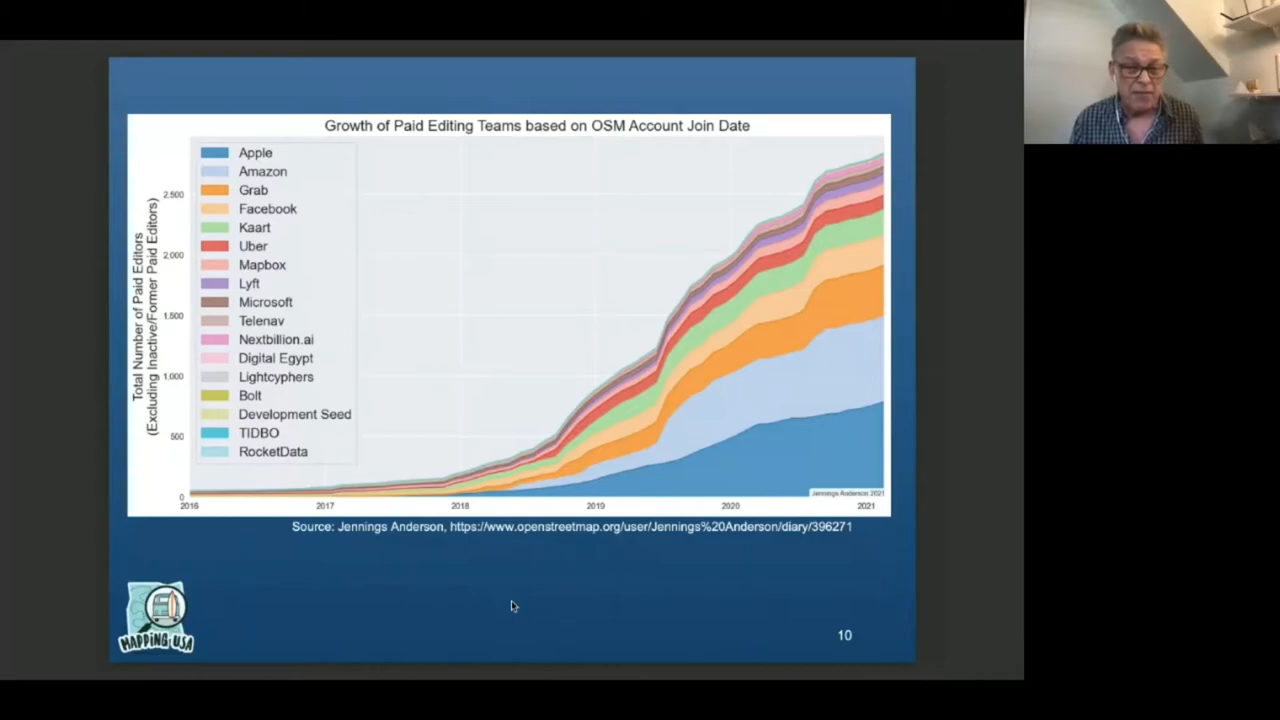 Growth of Paid Editing Teams based on OSM Account Join Date
Total Number of Paid Editors
(Excluding Inactive/Former Paid Editors)
Apple
Amazon
Grab
Facebook
Kaart
Uber
Mapbox
Lyft
Microsoft
Telenav
Nextbillion.ai
Digital Egypt
Lightcyphers
Bolt
Development Seed
TIDBO
RocketData
2,500
2,000
1,500
1,000
500
0
2016 2017 2018 2019 2020 2021
Jennings Anderson 2021
Source: Jennings Anderson, https://www.openstreetmap.org/user/Jennings%20Anderson/diary/396271
MAPPING USA
10